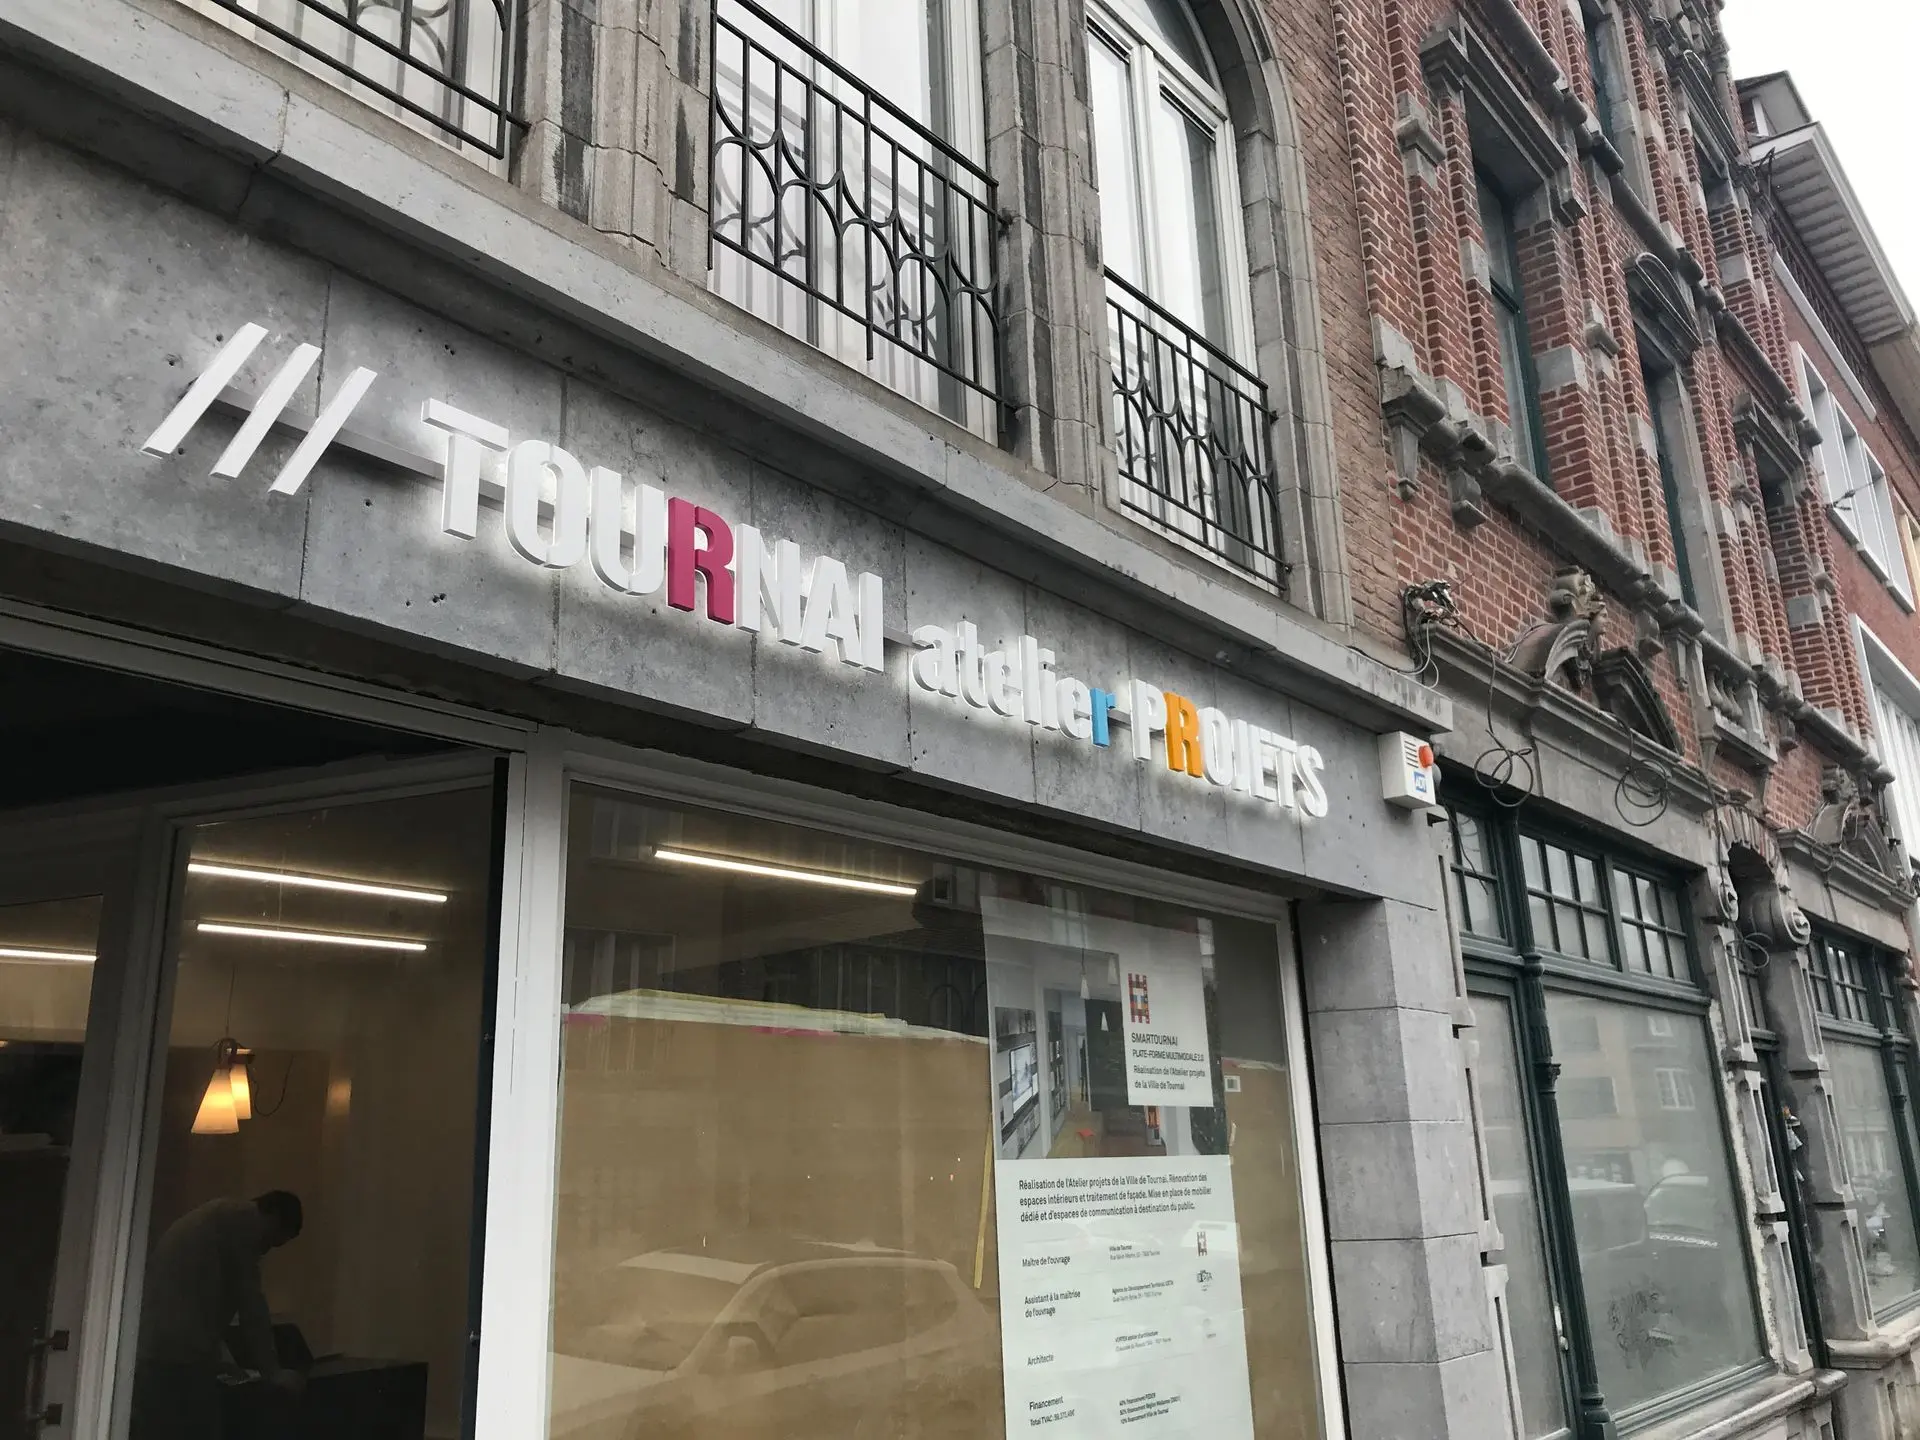 /// TOURNAI atelier PROJETS
ADT
SMARTOURNAI
PLATE-FORME MULTIMODALE 2.0
Réalisation de l'Atelier projets
de la Ville de Tournai
Réalisation de l'Atelier projets de la Ville de Tournai. Rénovation des
espaces intérieurs et traitement de façade. Mise en place de mobilier
dédié et d'espaces de communication à destination du public.
Maître de l'ouvrage
Ville de Tournai
Assistant à la maîtrise
de l'ouvrage
Architecte
Financement